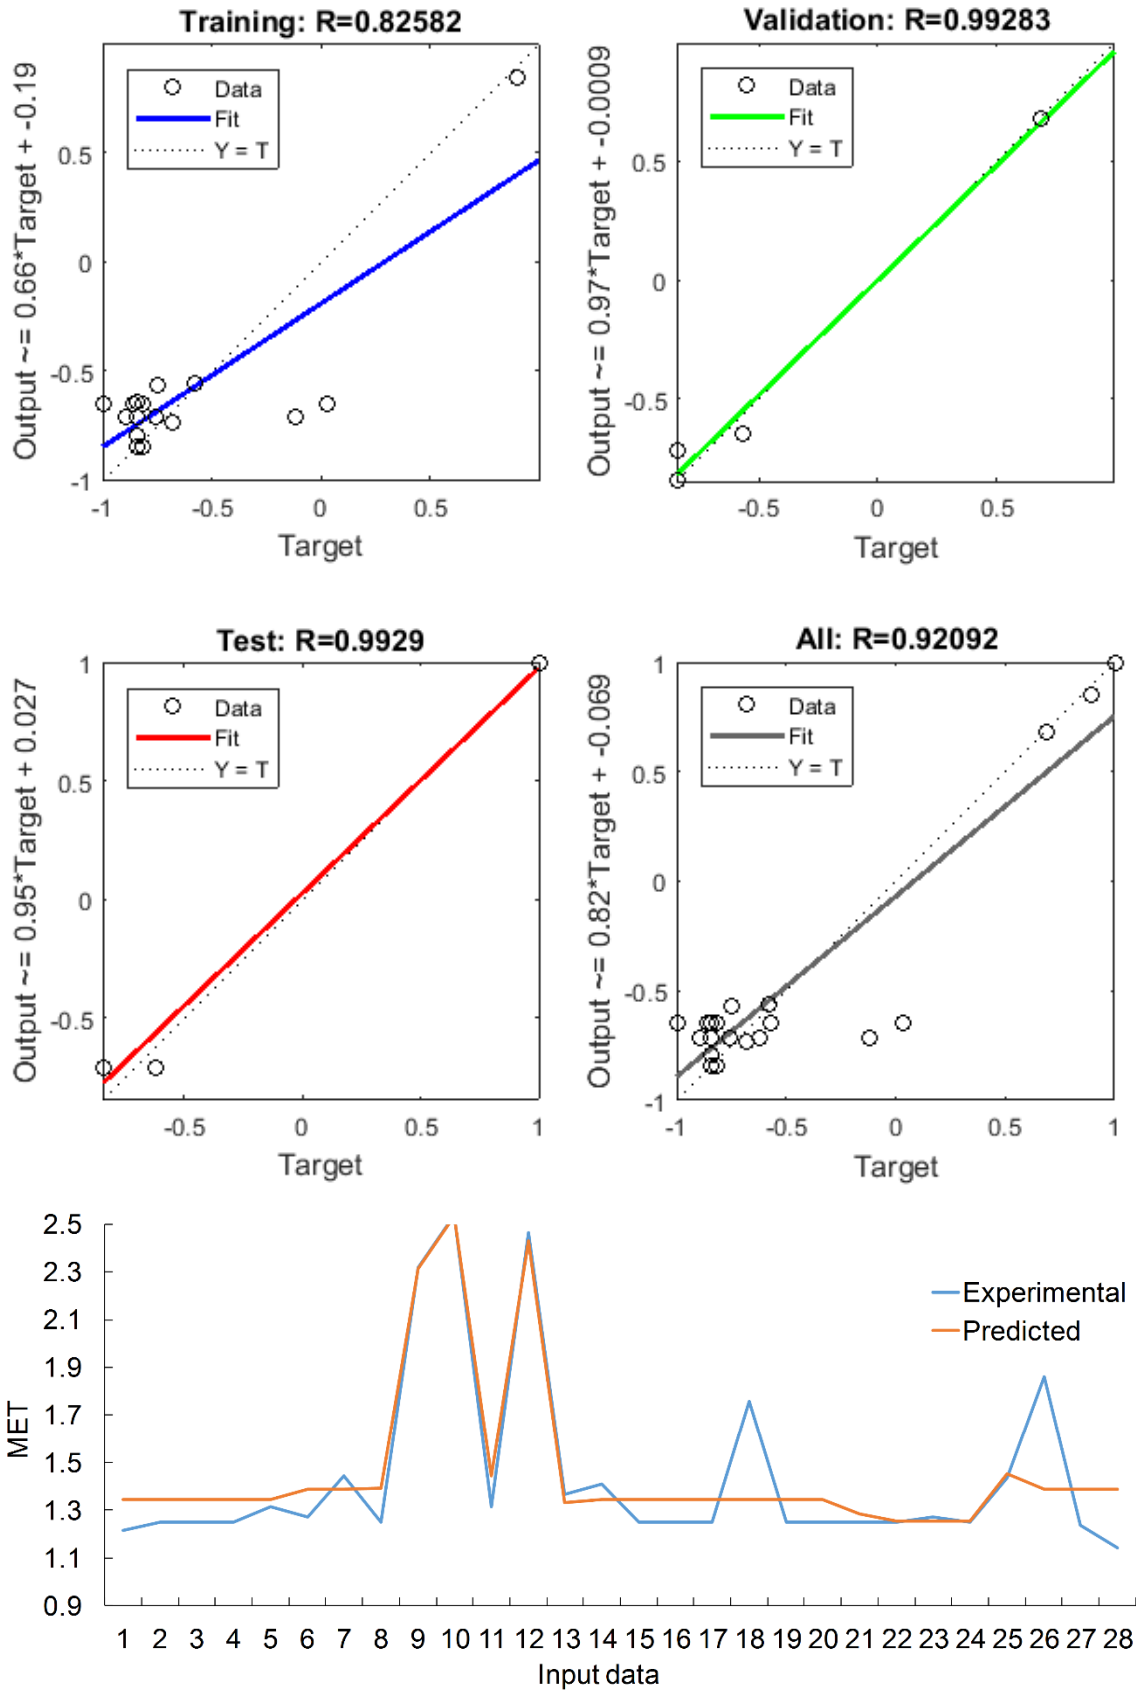 Training: R=0.82582
Output ~= 0.66*Target + -0.19
Data
Fit
Y = T
0.5
0
-0.5
-1
-1 -0.5 0 0.5
Target
Validation: R=0.99283
Output ~= 0.97*Target + -0.0009
Data
Fit
Y = T
0.5
0
-0.5
-0.5 0 0.5
Target
Test: R=0.9929
Output ~= 0.95*Target + 0.027
Data
Fit
Y = T
1
0.5
0
-0.5
-0.5 0 0.5 1
Target
All: R=0.92092
Output ~= 0.82*Target + -0.069
Data
Fit
Y = T
1
0.5
0
-0.5
-1
-1 -0.5 0 0.5 1
Target
MET
2.5
2.3
2.1
1.9
1.7
1.5
1.3
1.1
0.9
Experimental
Predicted
1 2 3 4 5 6 7 8 9 10 11 12 13 14 15 16 17 18 19 20 21 22 23 24 25 26 27 28
Input data